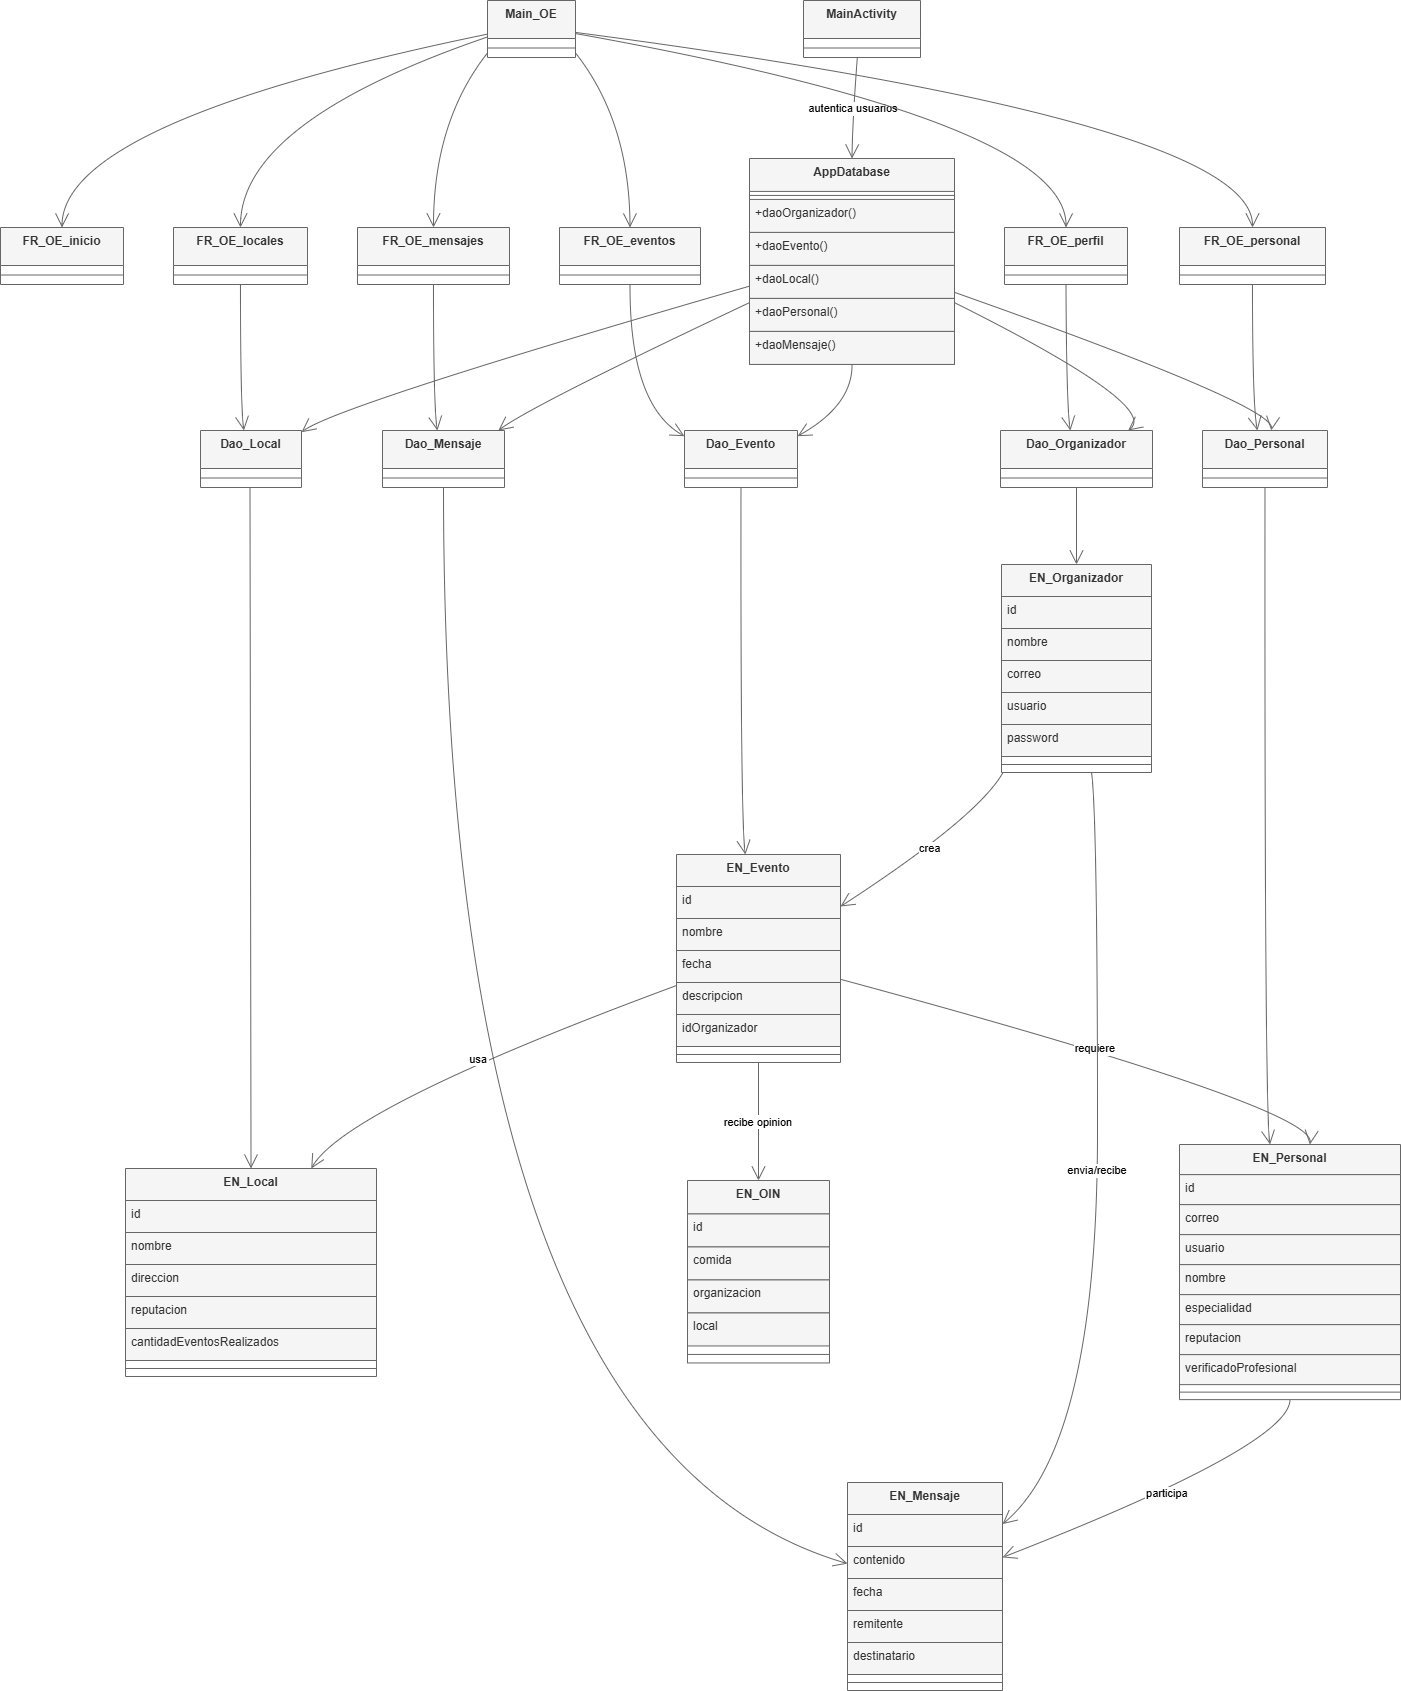 Main_OE
MainActivity
autentica usuarios
AppDatabase
+daoOrganizador()
+daoEvento()
+daoLocal()
+daoPersonal()
+daoMensaje()
FR_OE_inicio
FR_OE_locales
FR_OE_mensajes
FR_OE_eventos
FR_OE_perfil
FR_OE_personal
Dao_Local
Dao_Mensaje
Dao_Evento
Dao_Organizador
Dao_Personal
EN_Organizador
id
nombre
correo
usuario
password
crea
EN_Evento
id
nombre
fecha
descripcion
idOrganizador
usa
requiere
recibe opinion
envia/recibe
EN_Local
id
nombre
direccion
reputacion
cantidadEventosRealizados
EN_OIN
id
comida
organizacion
local
EN_Personal
id
correo
usuario
nombre
especialidad
reputacion
verificadoProfesional
participa
EN_Mensaje
id
contenido
fecha
remitente
destinatario